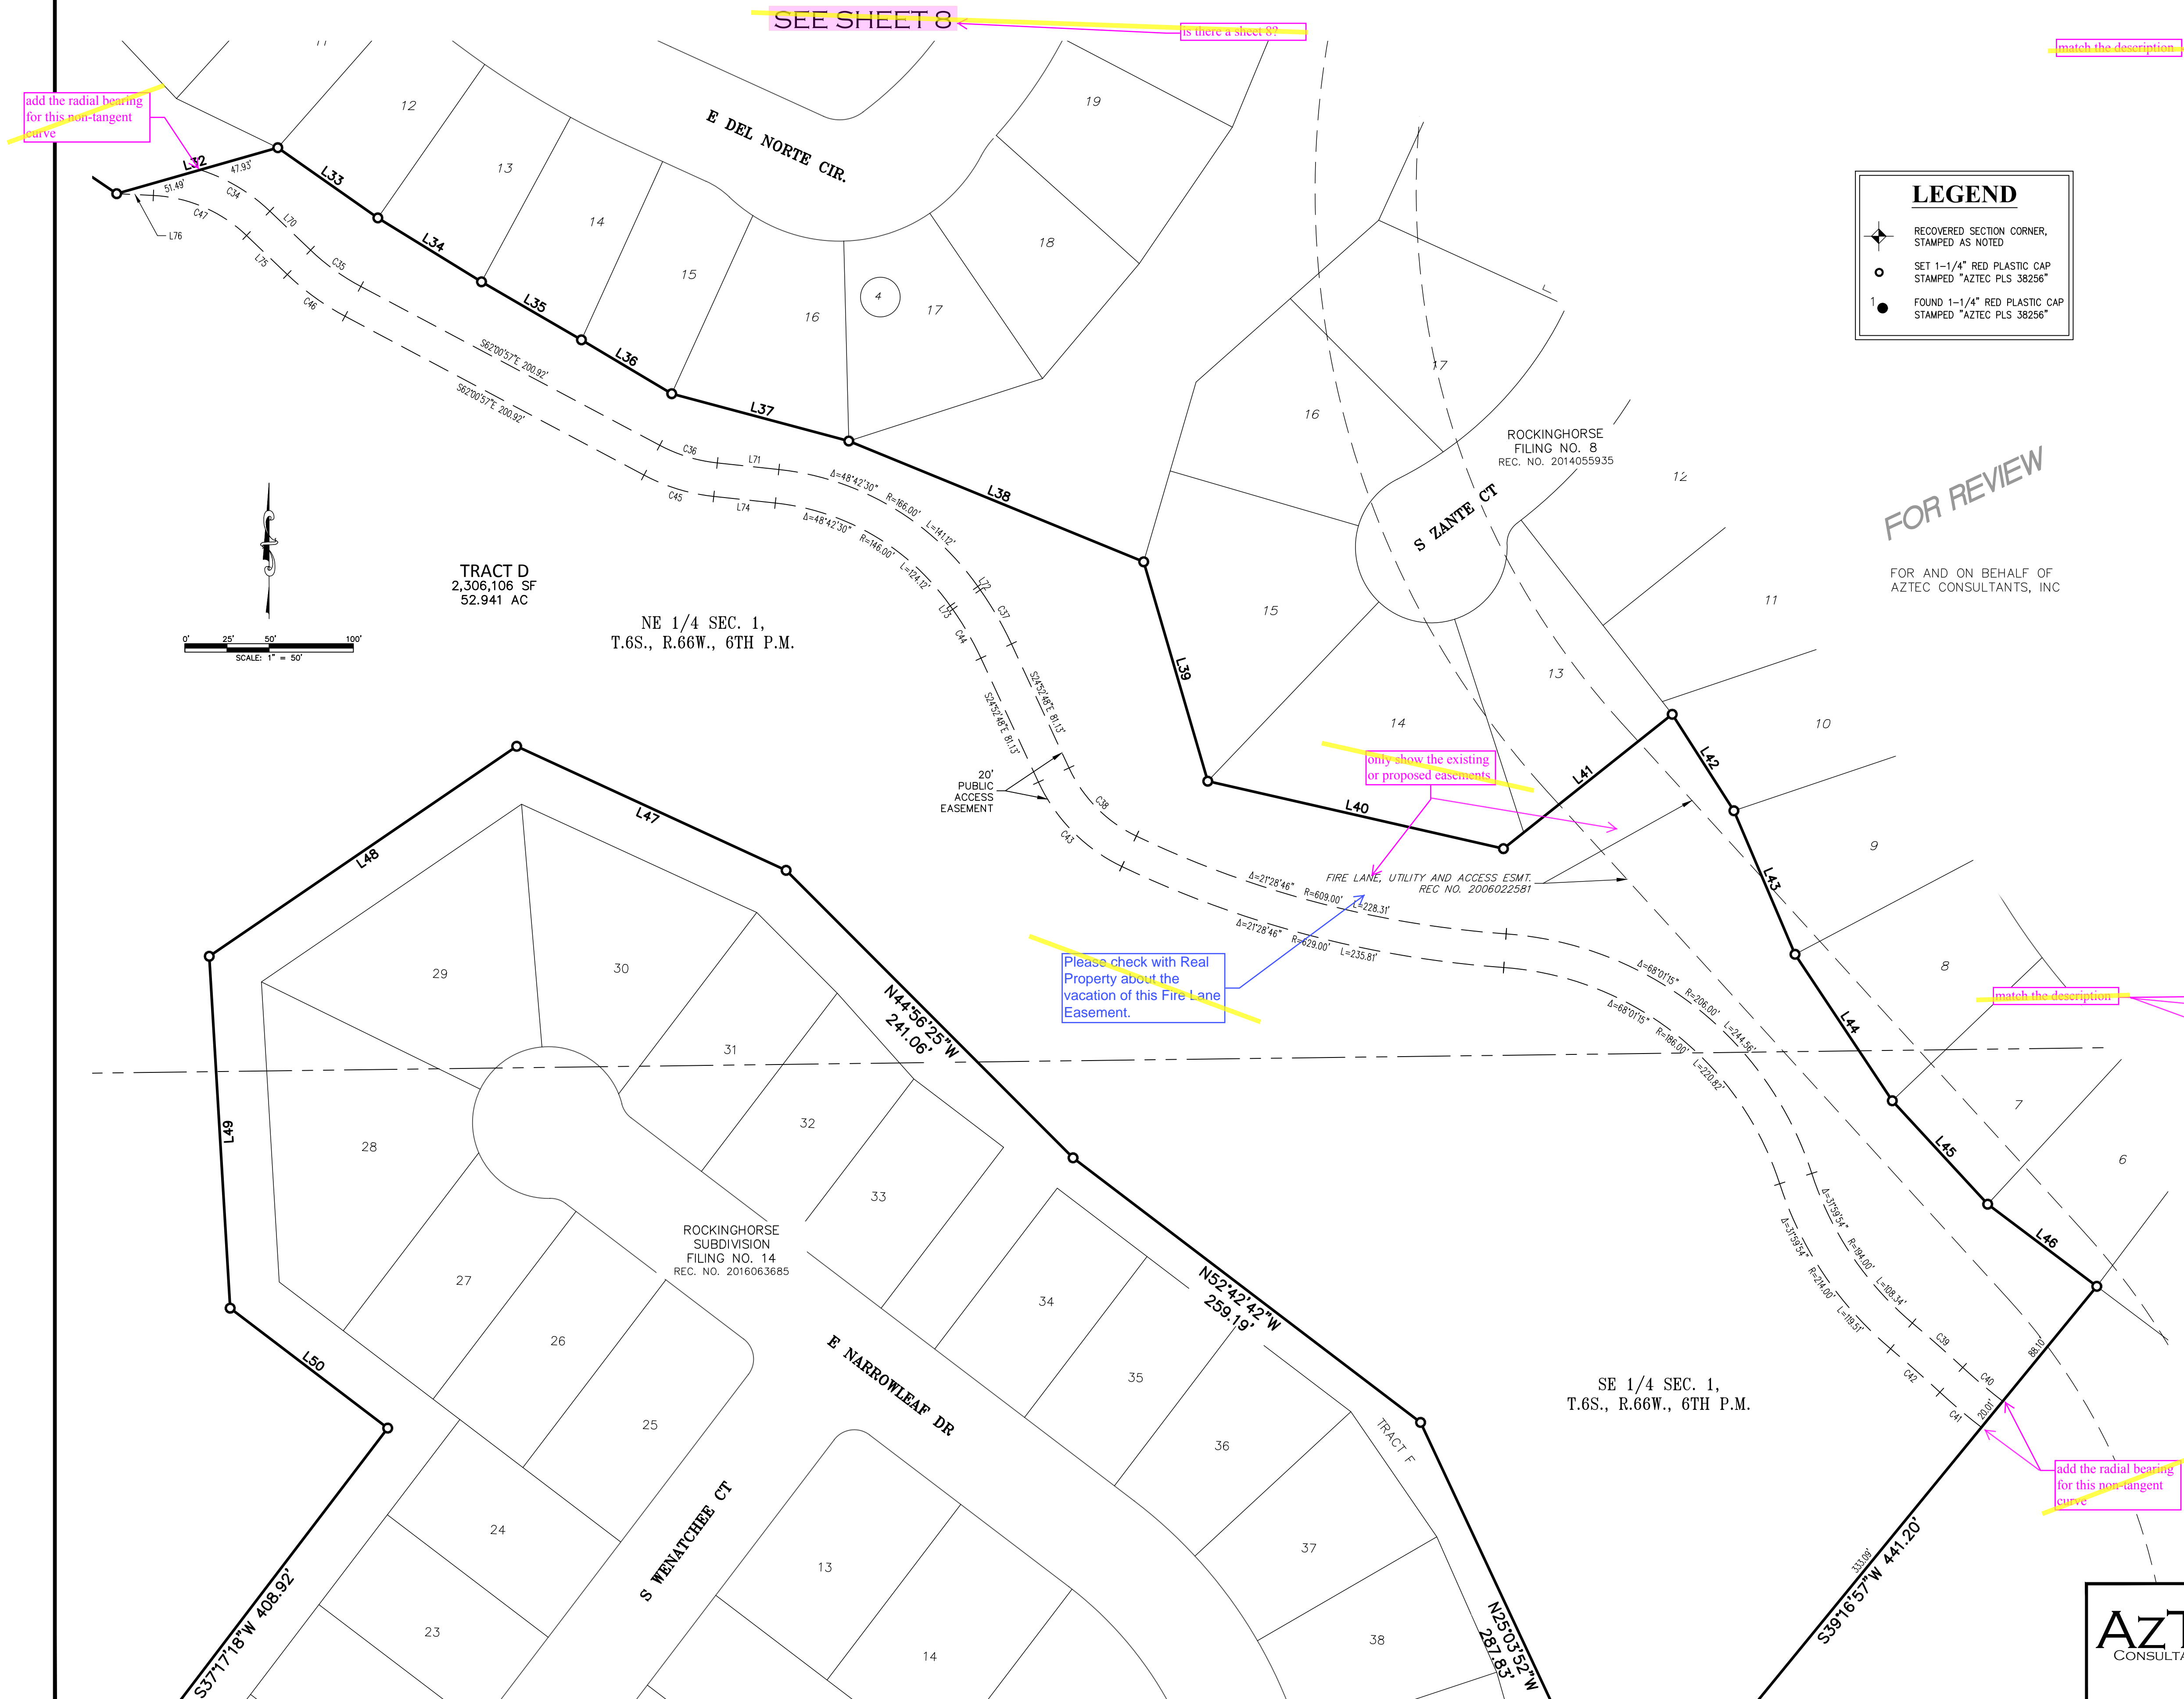 SEE SHEET 8
is there a sheet 8?
match the description
add the radial bearing
for this non-tangent
curve
11
12
13
14
15
16
17
18
19
4
E DEL NORTE CIR.
L32
47.93'
51.49'
C34
C47
L76
L70
L75
C35
C46
L33
L34
L35
L36
L37
L38
S62°00'57"E 200.92'
S62°00'57"E 200.92'
C36
L71
C45
L74
Δ=48°42'30" R=166.00' L=141.12'
Δ=48°42'30" R=146.00' L=124.12'
L72
L73
C37
C44
S24°52'48"E 81.13'
S24°52'48"E 81.13'
LEGEND
RECOVERED SECTION CORNER,
STAMPED AS NOTED
SET 1-1/4" RED PLASTIC CAP
STAMPED "AZTEC PLS 38256"
1
FOUND 1-1/4" RED PLASTIC CAP
STAMPED "AZTEC PLS 38256"
17
16
15
14
13
12
11
10
9
8
7
6
ROCKINGHORSE
FILING NO. 8
REC. NO. 2014055935
S ZANTE CT
FOR REVIEW
FOR AND ON BEHALF OF
AZTEC CONSULTANTS, INC
TRACT D
2,306,106 SF
52.941 AC
NE 1/4 SEC. 1,
T.6S., R.66W., 6TH P.M.
0' 25' 50' 100'
SCALE: 1" = 50'
L39
L40
L41
L42
L43
L44
L45
L46
only show the existing
or proposed easements
20'
PUBLIC
ACCESS
EASEMENT
C38
C43
FIRE LANE, UTILITY AND ACCESS ESMT.
REC NO. 2006022581
Δ=21°28'46" R=609.00' L=228.31'
Δ=21°28'46" R=629.00' L=235.81'
Please check with Real
Property about the
vacation of this Fire Lane
Easement.
match the description
Δ=68°01'15" R=206.00' L=244.56'
Δ=68°01'15" R=186.00' L=220.82'
L47
L48
L49
L50
29
30
31
32
33
34
35
36
37
38
28
27
26
25
24
23
13
14
N44°56'25"W
241.06'
ROCKINGHORSE
SUBDIVISION
FILING NO. 14
REC. NO. 2016063685
N52°42'42"W
259.19'
E NARROWLEAF DR
S WENATCHEE CT
TRACT F
SE 1/4 SEC. 1,
T.6S., R.66W., 6TH P.M.
Δ=31°59'54" R=194.00' L=108.34'
Δ=31°59'54" R=214.00' L=119.51'
C39
C40
C42
C41
88.10'
20.01'
add the radial bearing
for this non-tangent
curve
333.09'
S39°16'57"W 441.20'
S37°17'18"W 408.92'
N25°03'52"W
287.83'
AZT
CONSULTA